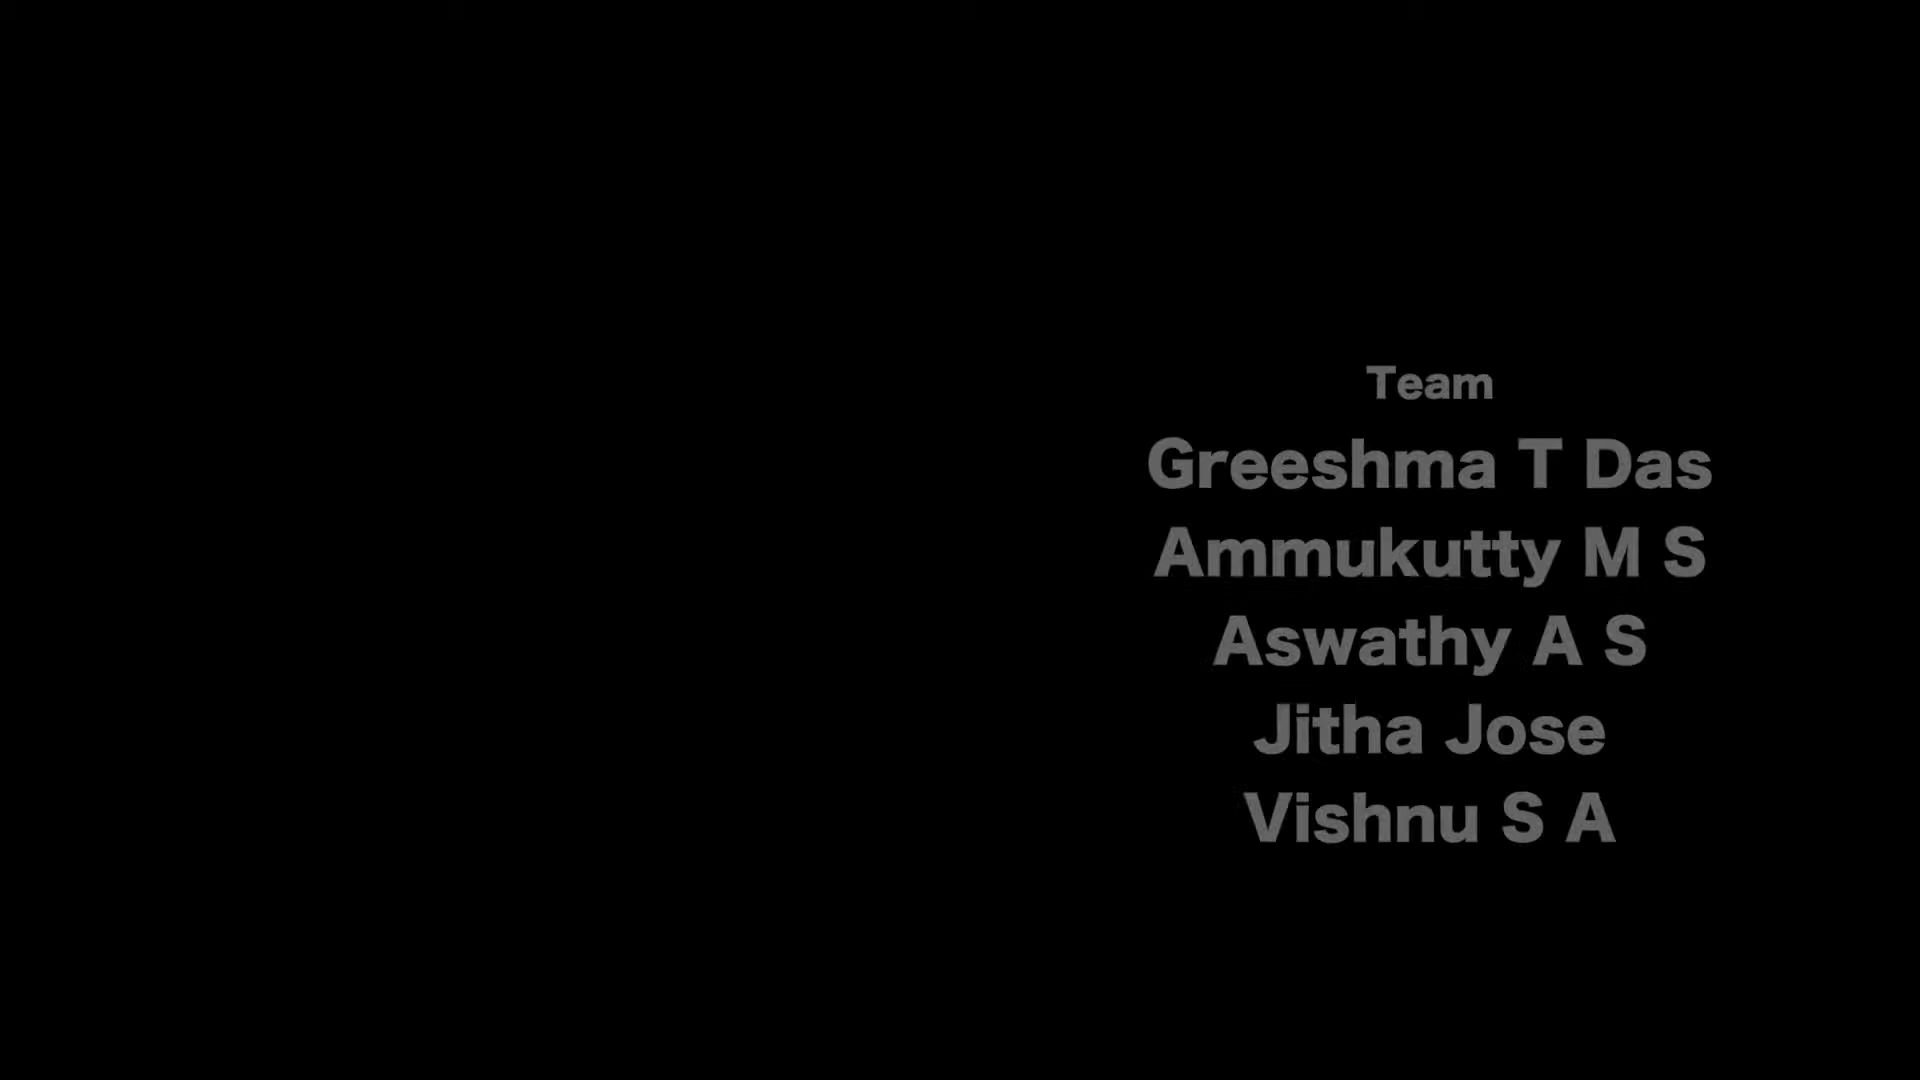 Team
Greeshma T Das
Ammukutty M S
Aswathy A S
Jitha Jose
Vishnu S A